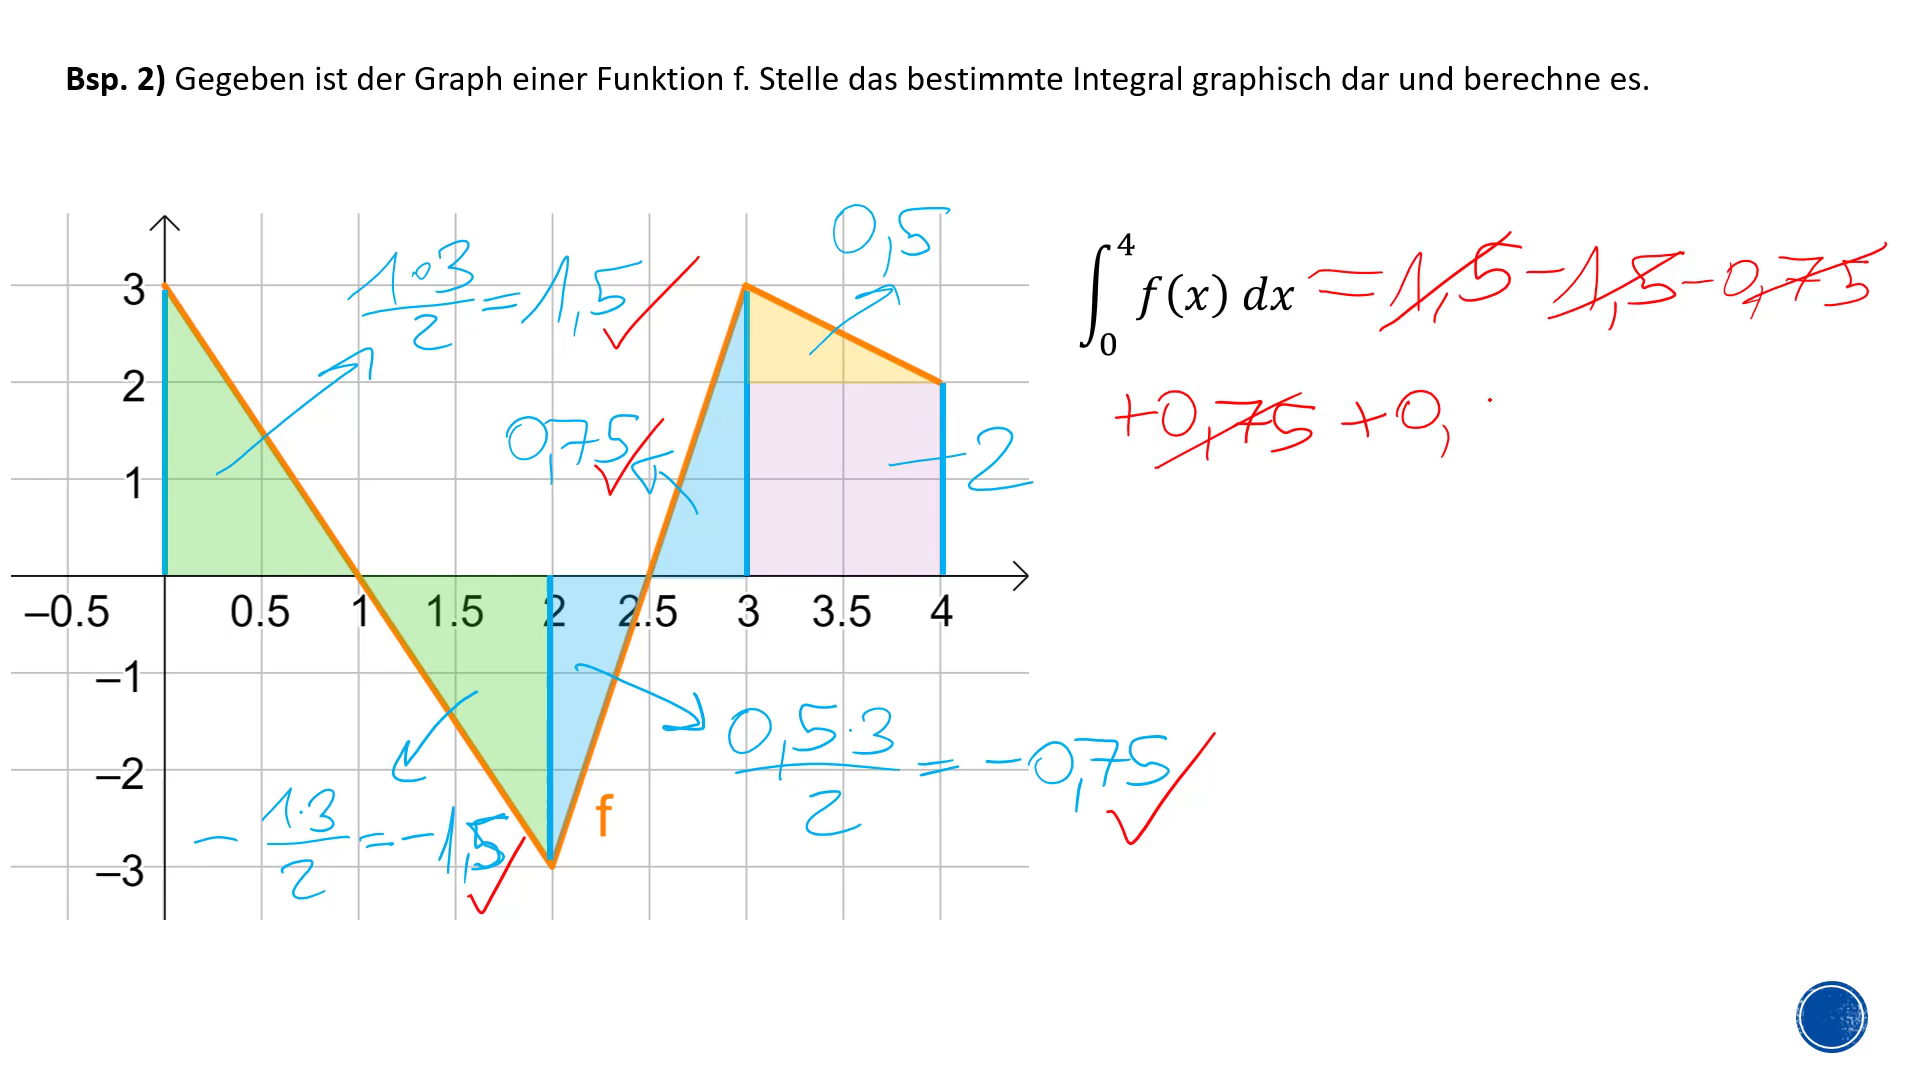 Bsp. 2) Gegeben ist der Graph einer Funktion f. Stelle das bestimmte Integral graphisch dar und berechne es.
∫₀⁴ f(x) dx = 1,5 - 1,5 - 0,75
+ 0,75 + 0,
1·3/2 = 1,5 ✓
0,5
0,75 ✓
2
3
2
1
-0.5 0.5 1 1.5 2 2.5 3 3.5 4
–1
–2
–3
0,5·3/2 = -0,75 ✓
f
- 1·3/2 = -1,5 ✓